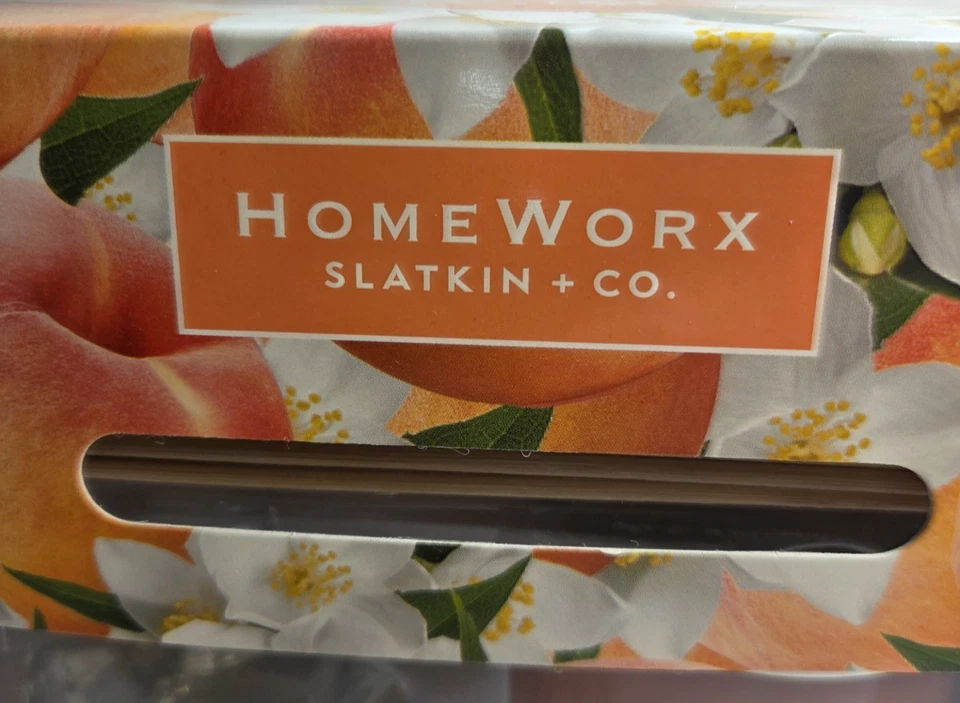 HOMEWORX
SLATKIN + CO.